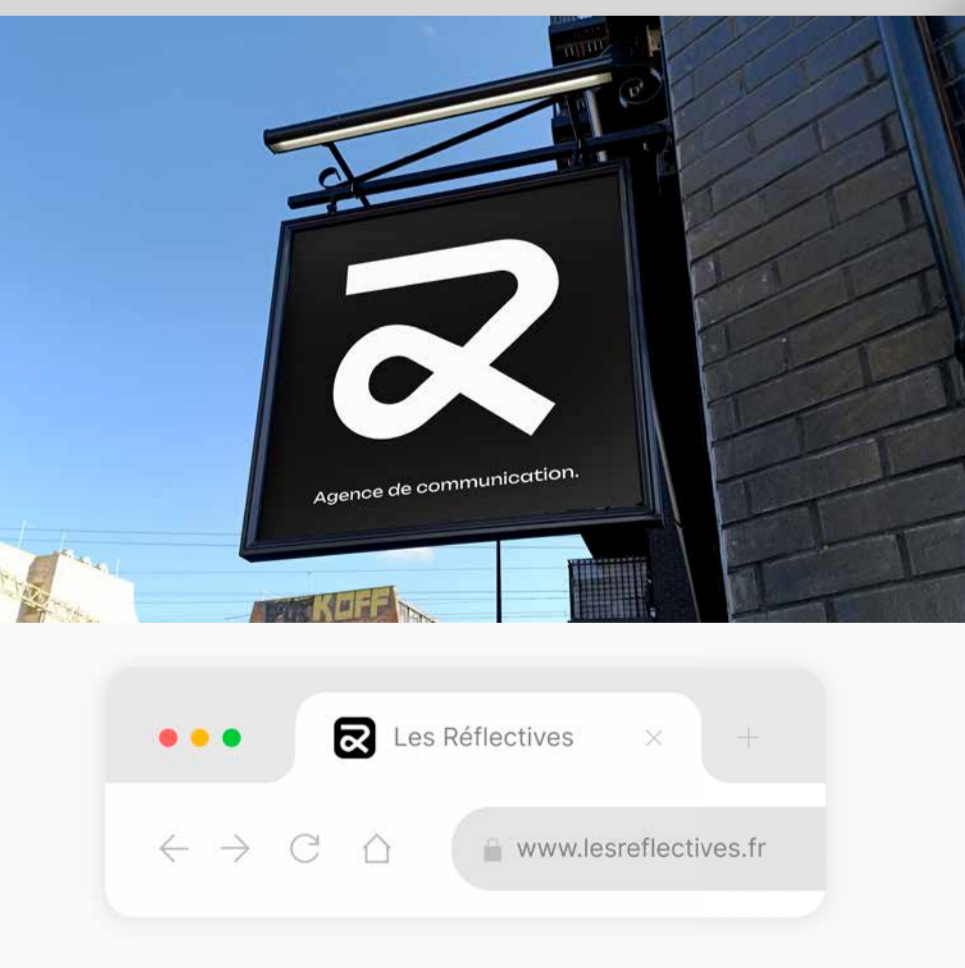 Agence de communication.
KOFF
Les Réflectives
www.lesreflectives.fr